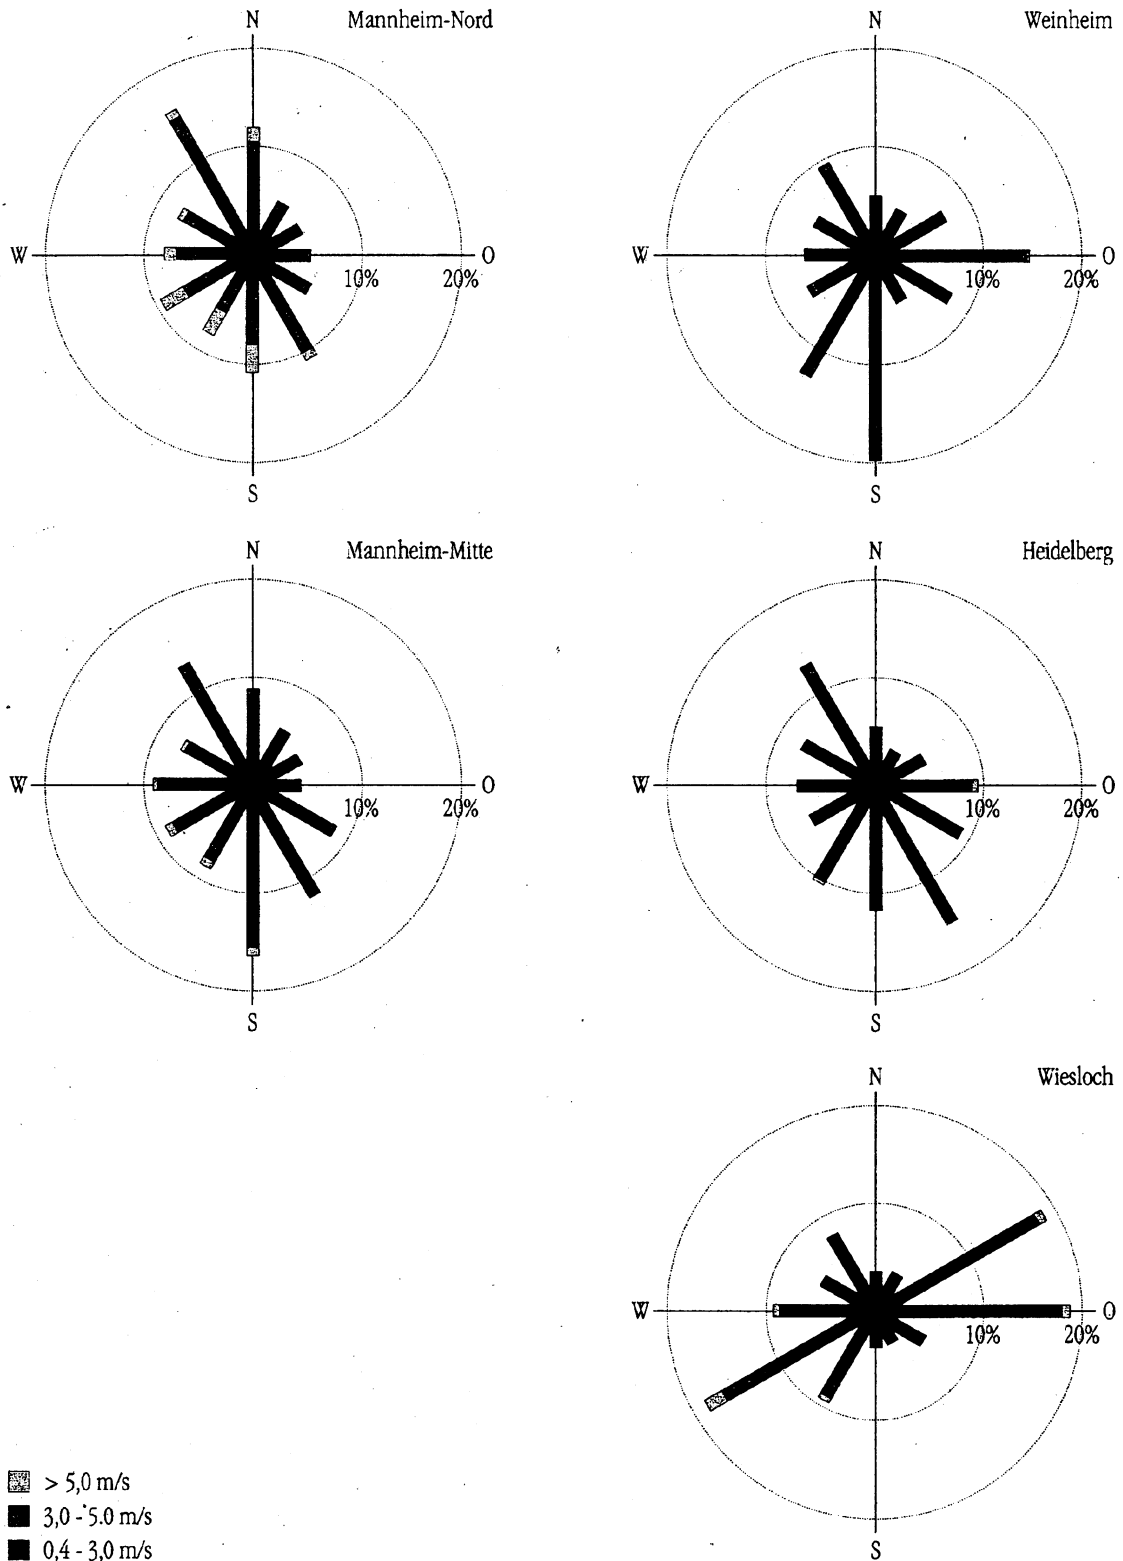 N Mannheim-Nord
W O
10% 20%
S
N Weinheim
W O
10% 20%
S
N Mannheim-Mitte
W O
10% 20%
S
N Heidelberg
W O
10% 20%
S
N Wiesloch
W O
10% 20%
S
> 5,0 m/s
3,0 - 5.0 m/s
0,4 - 3,0 m/s